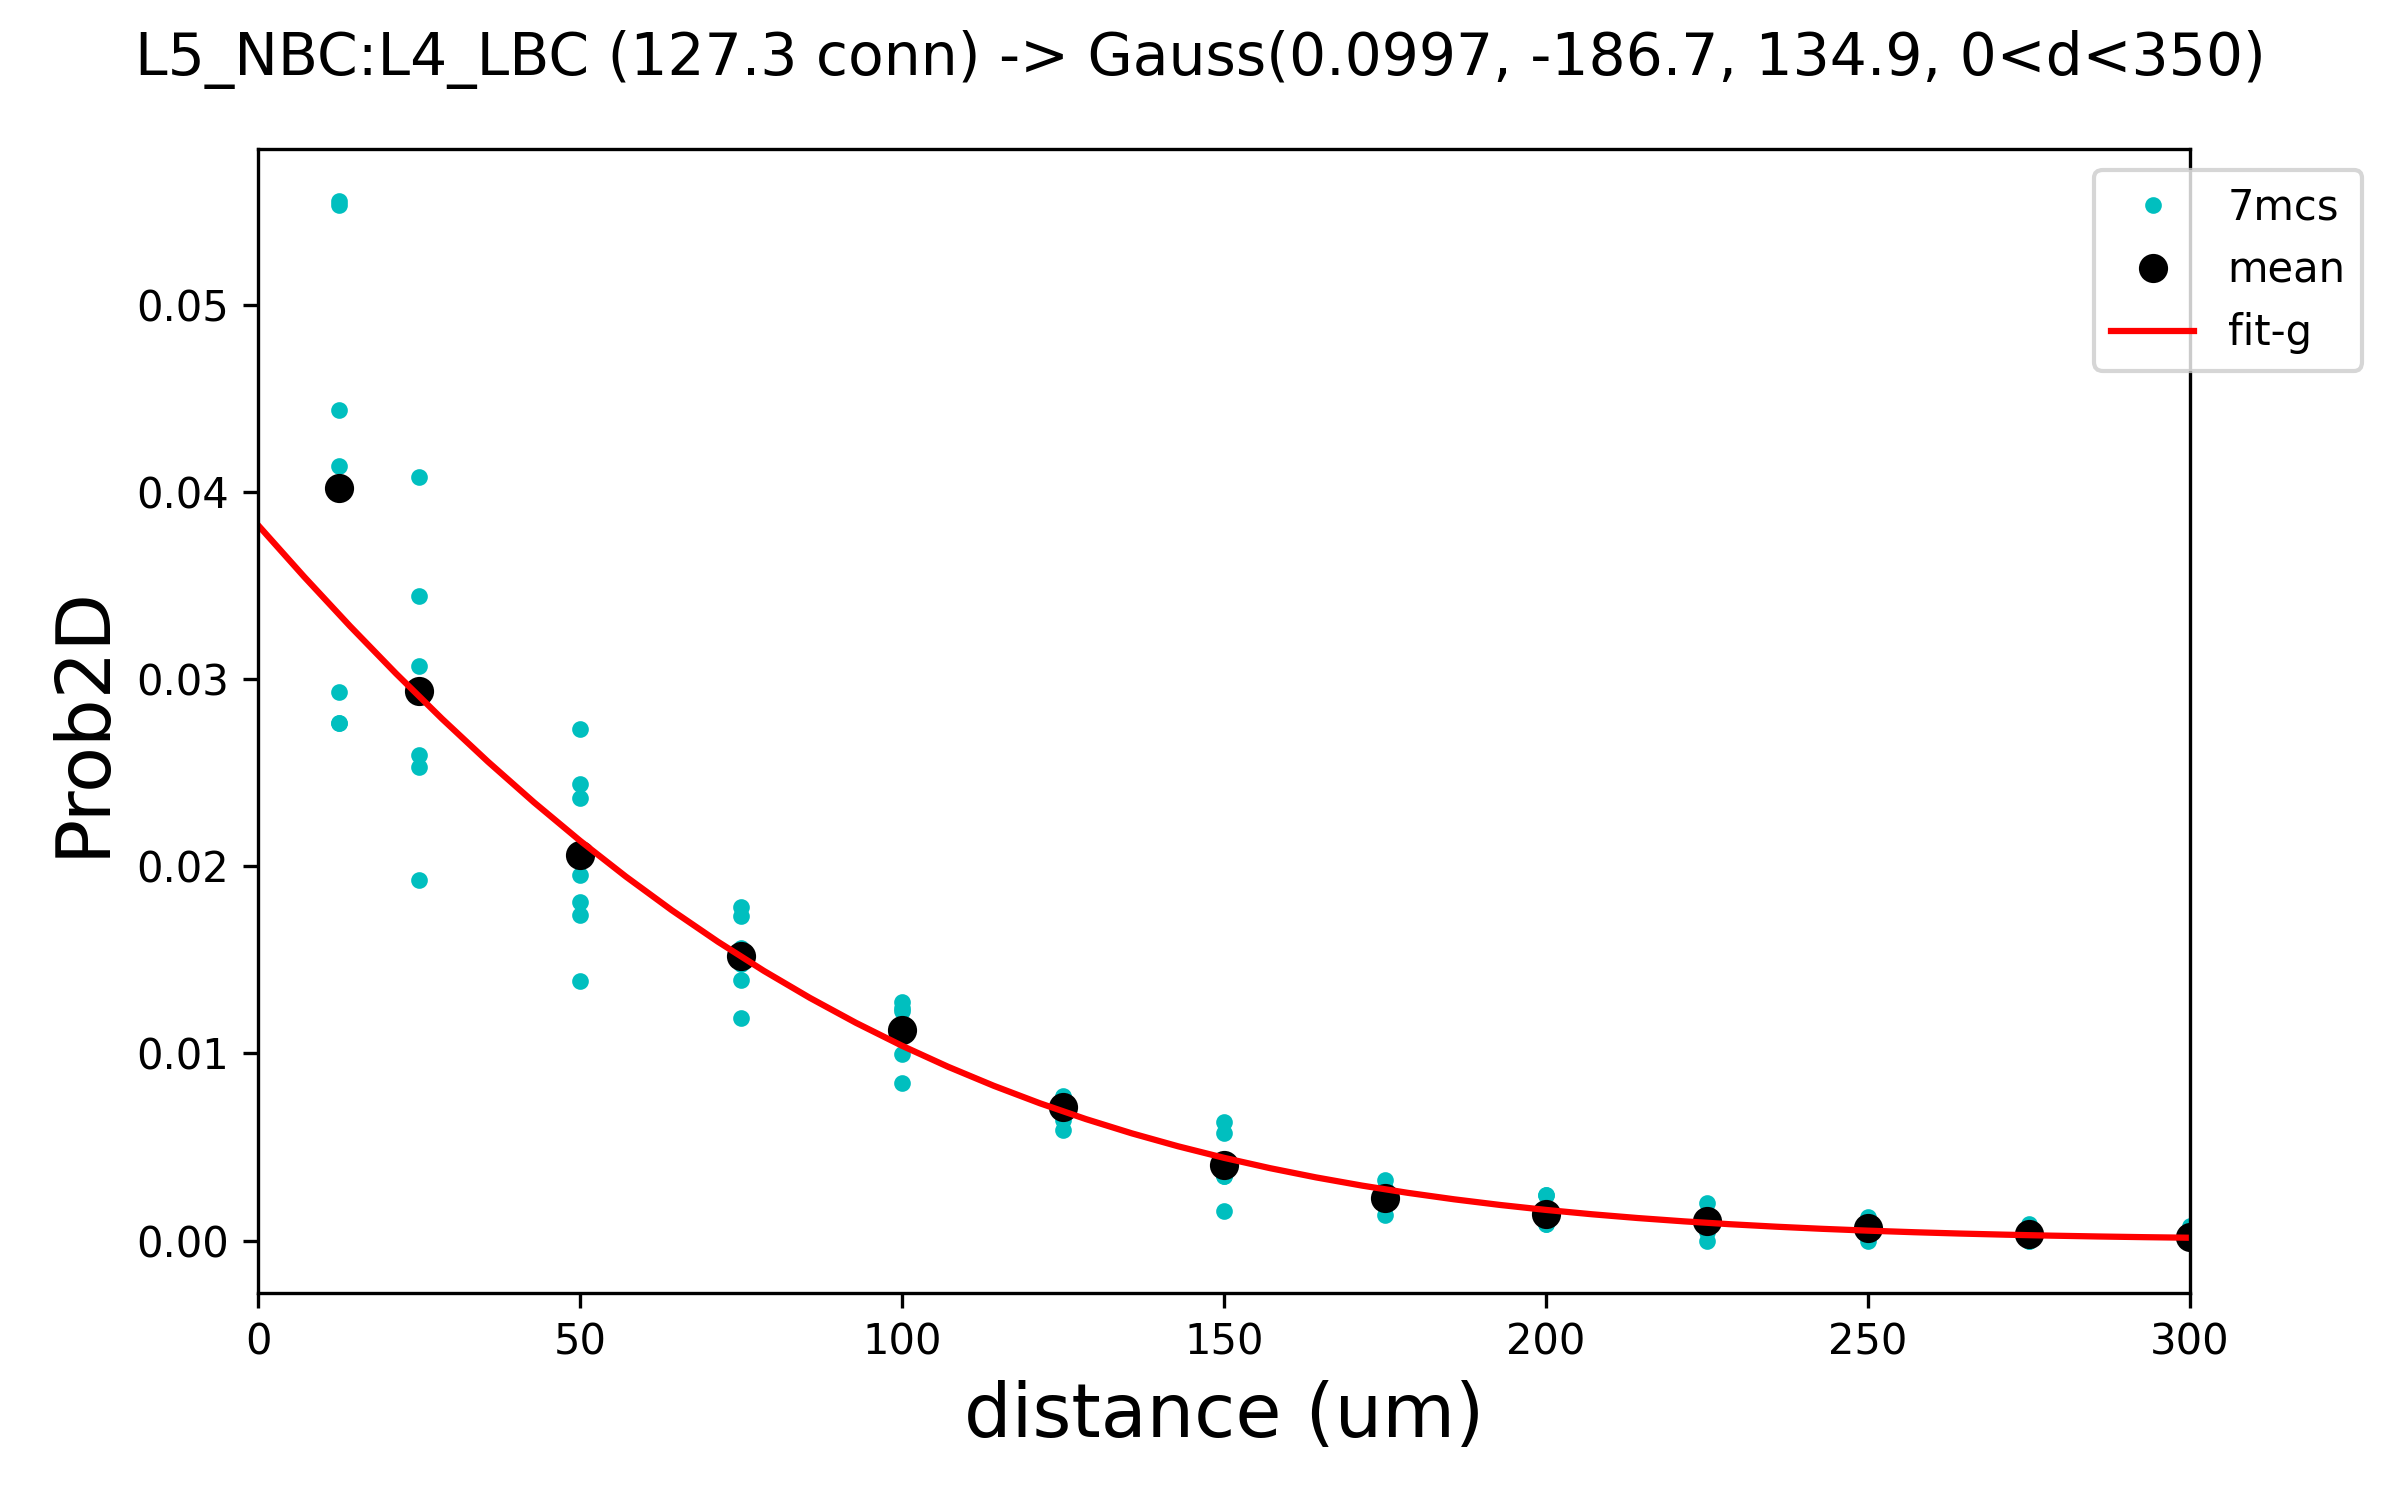 L5_NBC:L4_LBC (127.3 conn) -> Gauss(0.0997, -186.7, 134.9, 0<d<350)
7mcs
mean
fit-g
Prob2D
0.05
0.04
0.03
0.02
0.01
0.00
0 50 100 150 200 250 300
distance (um)